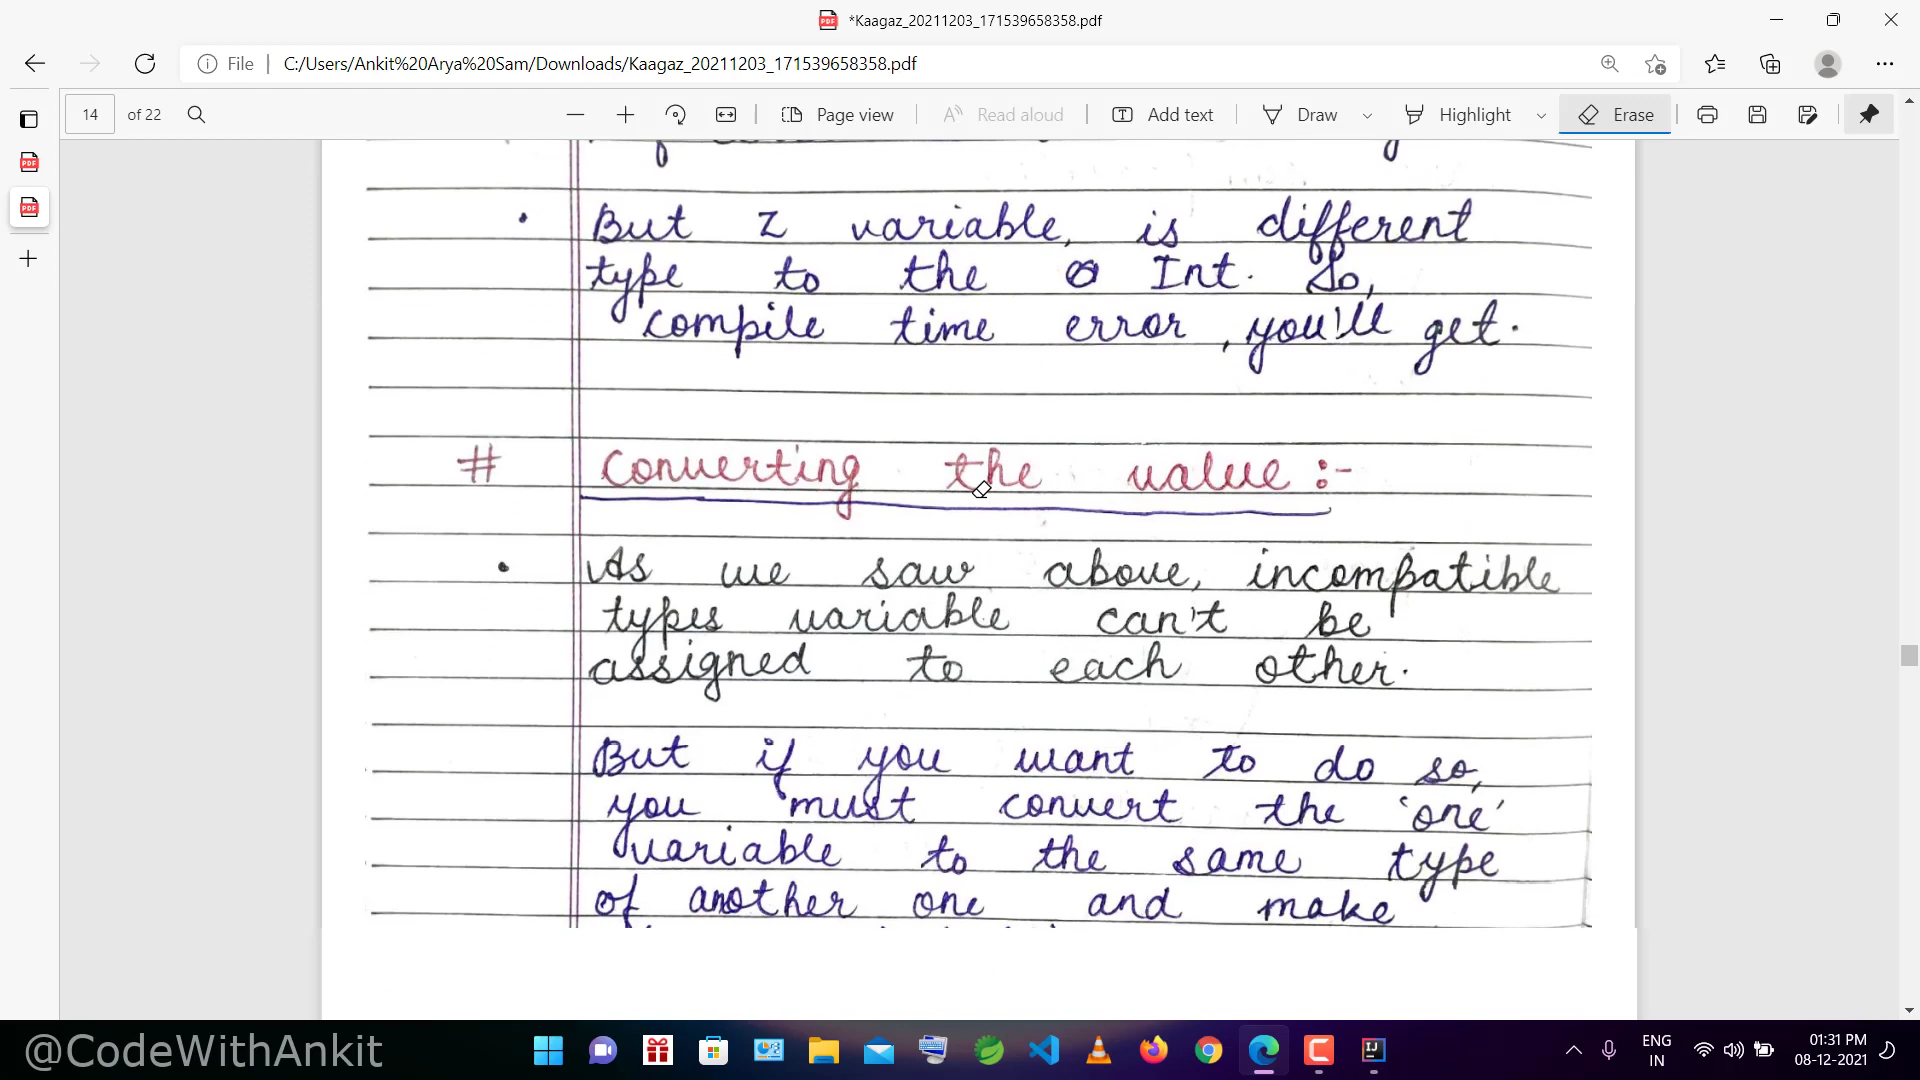 *Kaagaz_20211203_171539658358.pdf
File
C:/Users/Ankit%20Arya%20Sam/Downloads/Kaagaz_20211203_171539658358.pdf
14 of 22
Page view
Read aloud
Add text
Draw
Highlight
Erase
• But Z variable, is different
type to the Int. So,
compile time error, you'll get.
# Converting the value :-
• As we saw above, incompatible
types variable can't be
assigned to each other.
But if you want to do so,
you must convert the 'one'
variable to the same type
of another one and make
@CodeWithAnkit
ENG
IN
01:31 PM
08-12-2021